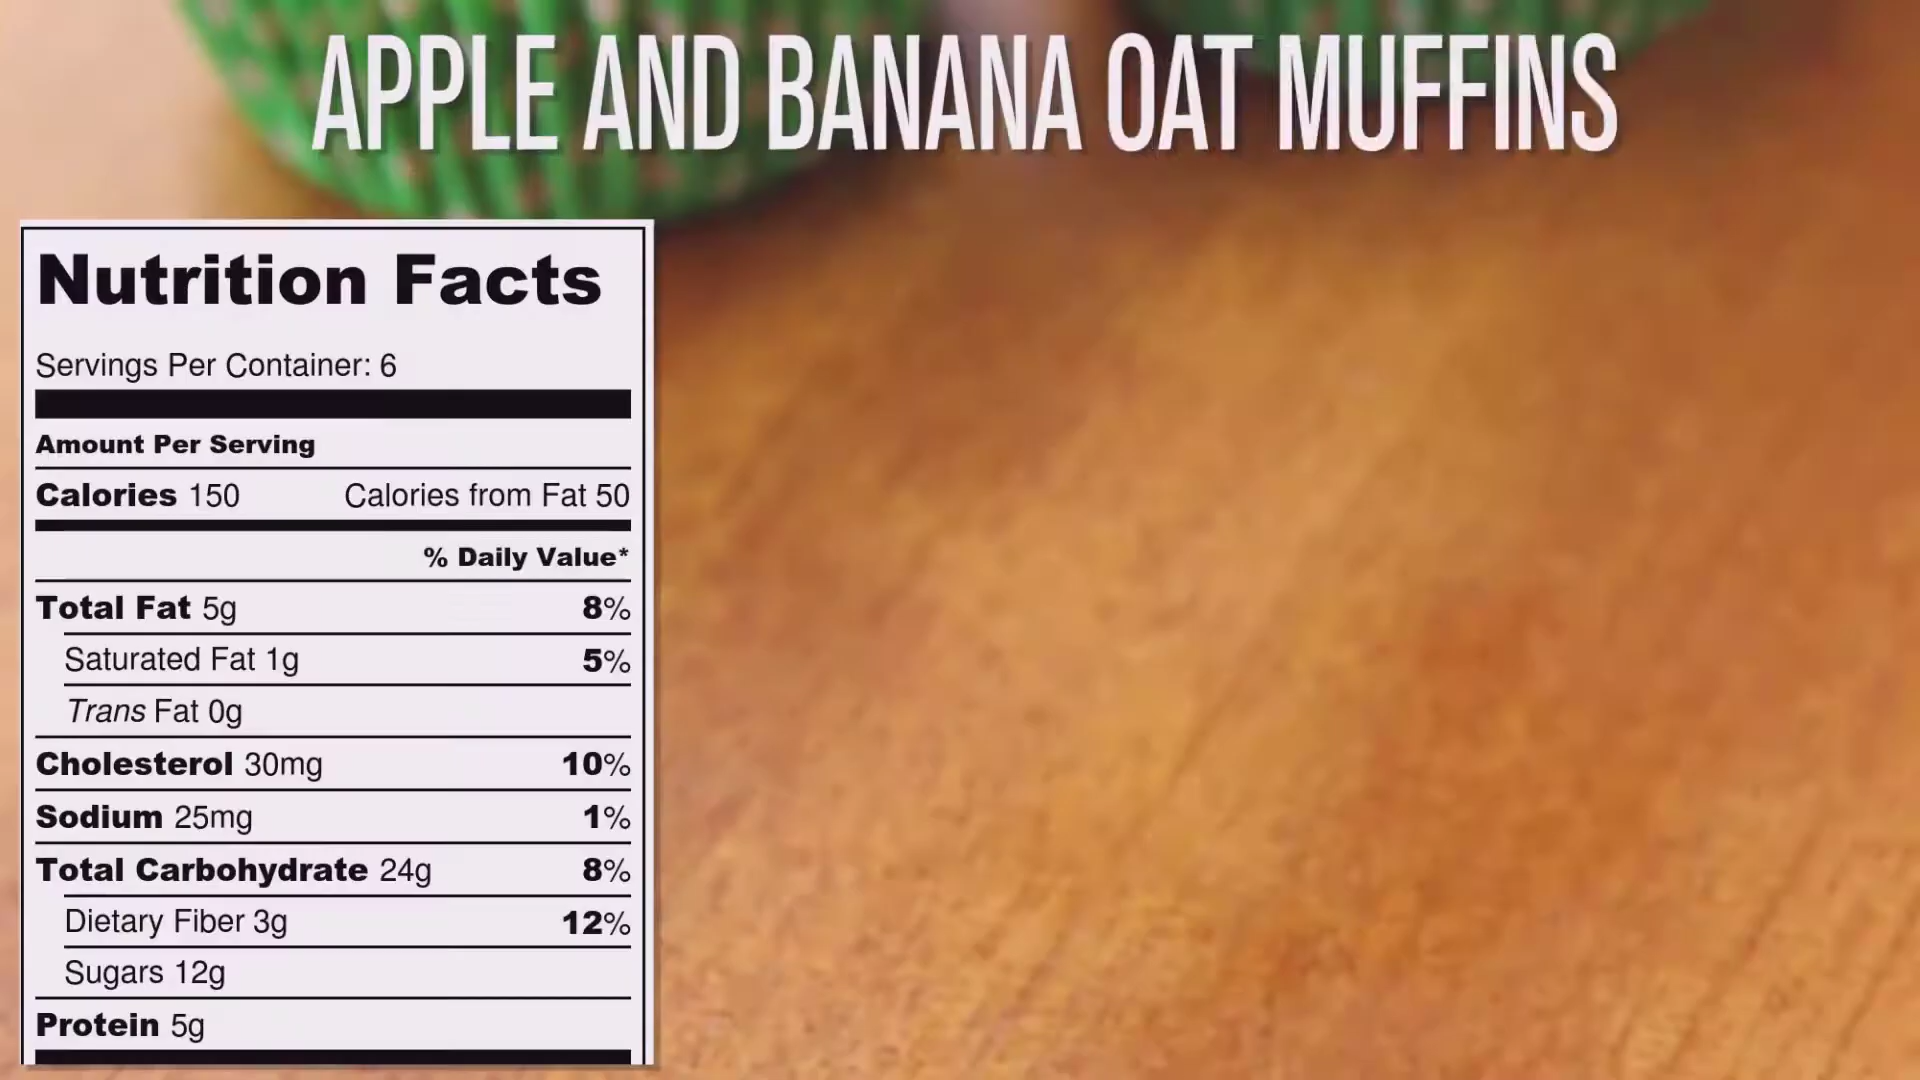 APPLE AND BANANA OAT MUFFINS
Nutrition Facts
Servings Per Container: 6
Amount Per Serving
Calories 150 Calories from Fat 50
% Daily Value*
Total Fat 5g 8%
Saturated Fat 1g 5%
Trans Fat 0g
Cholesterol 30mg 10%
Sodium 25mg 1%
Total Carbohydrate 24g 8%
Dietary Fiber 3g 12%
Sugars 12g
Protein 5g